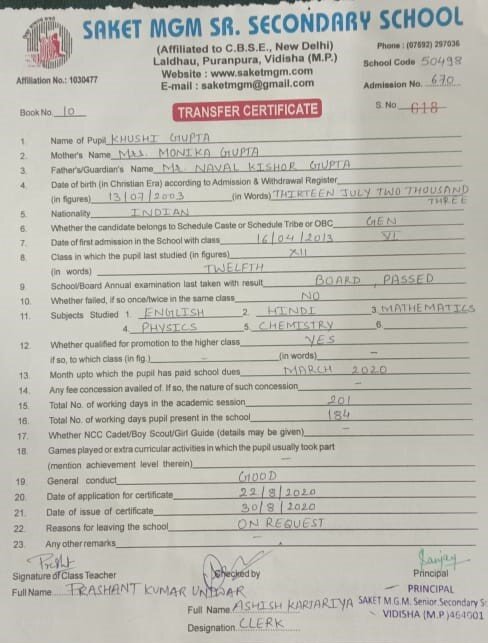 SAKET MGM SR. SECONDARY SCHOOL
(Affiliated to C.B.S.E., New Delhi)
Laldhau, Puranpura, Vidisha (M.P.)
Website : www.saketmgm.com
E-mail : saketmgm@gmail.com
Phone : (07592) 297036
School Code 50498
Affiliation No.: 1030477
Admission No. 670
Book No. 10
TRANSFER CERTIFICATE
S. No 618
1. Name of Pupil KHUSHI GUPTA
2. Mother's Name Mrs. MONIKA GUPTA
3. Father's/Guardian's Name Mr. NAVAL KISHOR GUPTA
4. Date of birth (in Christian Era) according to Admission & Withdrawal Register
(in figures) 13/07/2003 (in Words) THIRTEEN JULY TWO THOUSAND THREE
5. Nationality INDIAN
6. Whether the candidate belongs to Schedule Caste or Schedule Tribe or OBC GEN
7. Date of first admission in the School with class 16/04/2013 VI
8. Class in which the pupil last studied (in figures) XII
(in words) TWELFTH
9. School/Board Annual examination last taken with result BOARD, PASSED
10. Whether failed, if so once/twice in the same class NO
11. Subjects Studied 1. ENGLISH 2. HINDI 3. MATHEMATICS
4. PHYSICS 5. CHEMISTRY 6.
12. Whether qualified for promotion to the higher class YES
if so, to which class (in fig.) - (in words) -
13. Month upto which the pupil has paid school dues MARCH 2020
14. Any fee concession availed of. If so, the nature of such concession -
15. Total No. of working days in the academic session 201
16. Total No. of working days pupil present in the school 184
17. Whether NCC Cadet/Boy Scout/Girl Guide (details may be given) -
18. Games played or extra curricular activities in which the pupil usually took part
(mention achievement level therein) -
19. General conduct GOOD
20. Date of application for certificate 22/8/2020
21. Date of issue of certificate 30/8/2020
22. Reasons for leaving the school ON REQUEST
23. Any other remarks -
Signature of Class Teacher
Checked by
Sanjay
Principal
Full Name PRASHANT KUMAR
PRINCIPAL
Full Name ASHISH KARJARIYA
SAKET M.G.M. Senior Secondary S
VIDISHA (M.P.) 464001
Designation CLERK